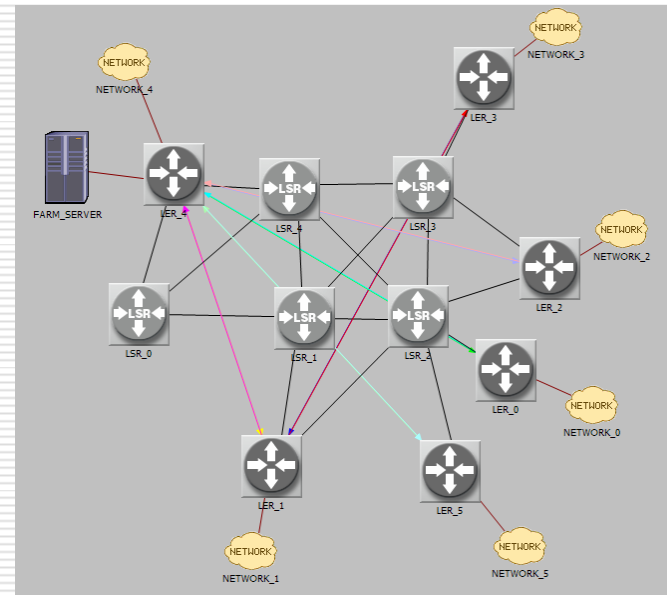 NETWORK
NETWORK_3
NETWORK
NETWORK_4
LER_3
FARM_SERVER
LER_4
LSR
LSR_4
LSR
LSR_3
NETWORK
NETWORK_2
LER_2
LSR
LSR_0
LSR
LSR_1
LSR
LSR_2
LER_0
NETWORK
NETWORK_0
LER_1
LER_5
NETWORK
NETWORK_1
NETWORK
NETWORK_5